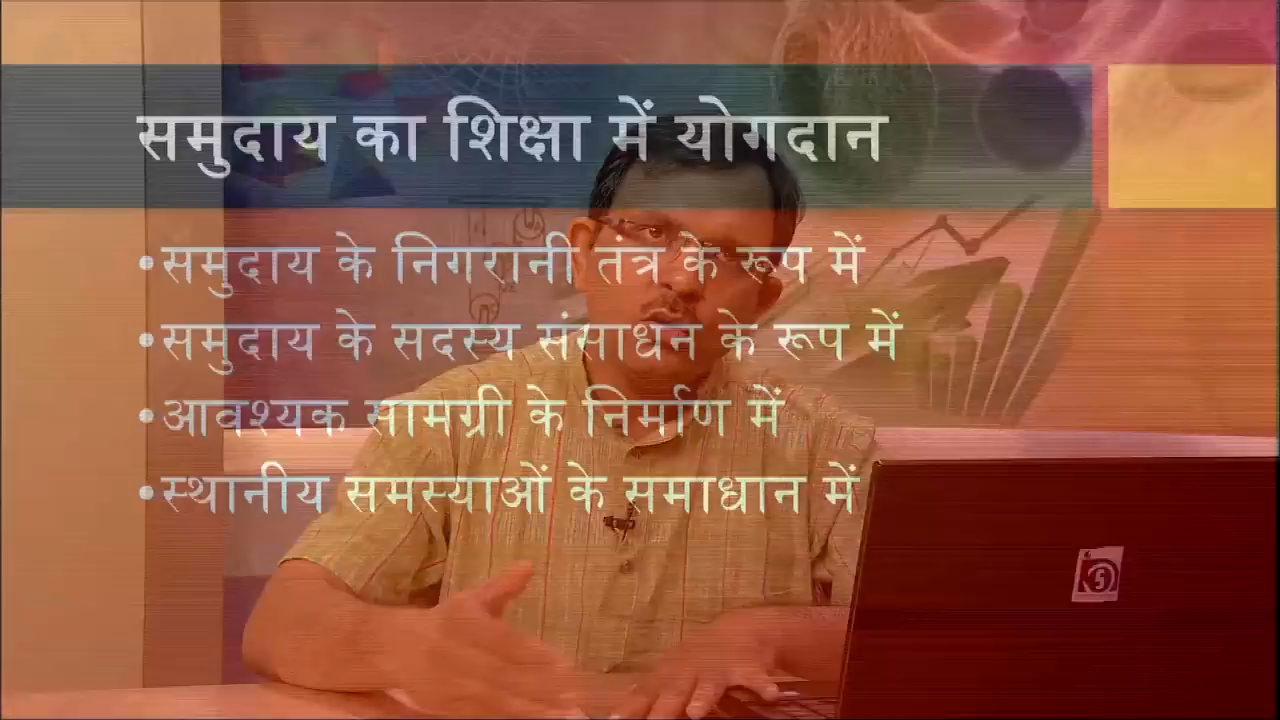 समुदाय का शिक्षा में योगदान
•समुदाय के निगरानी तंत्र के रूप में
•समुदाय के सदस्य संसाधन के रूप में
•आवश्यक सामग्री के निर्माण में
•स्थानीय समस्याओं के समाधान में